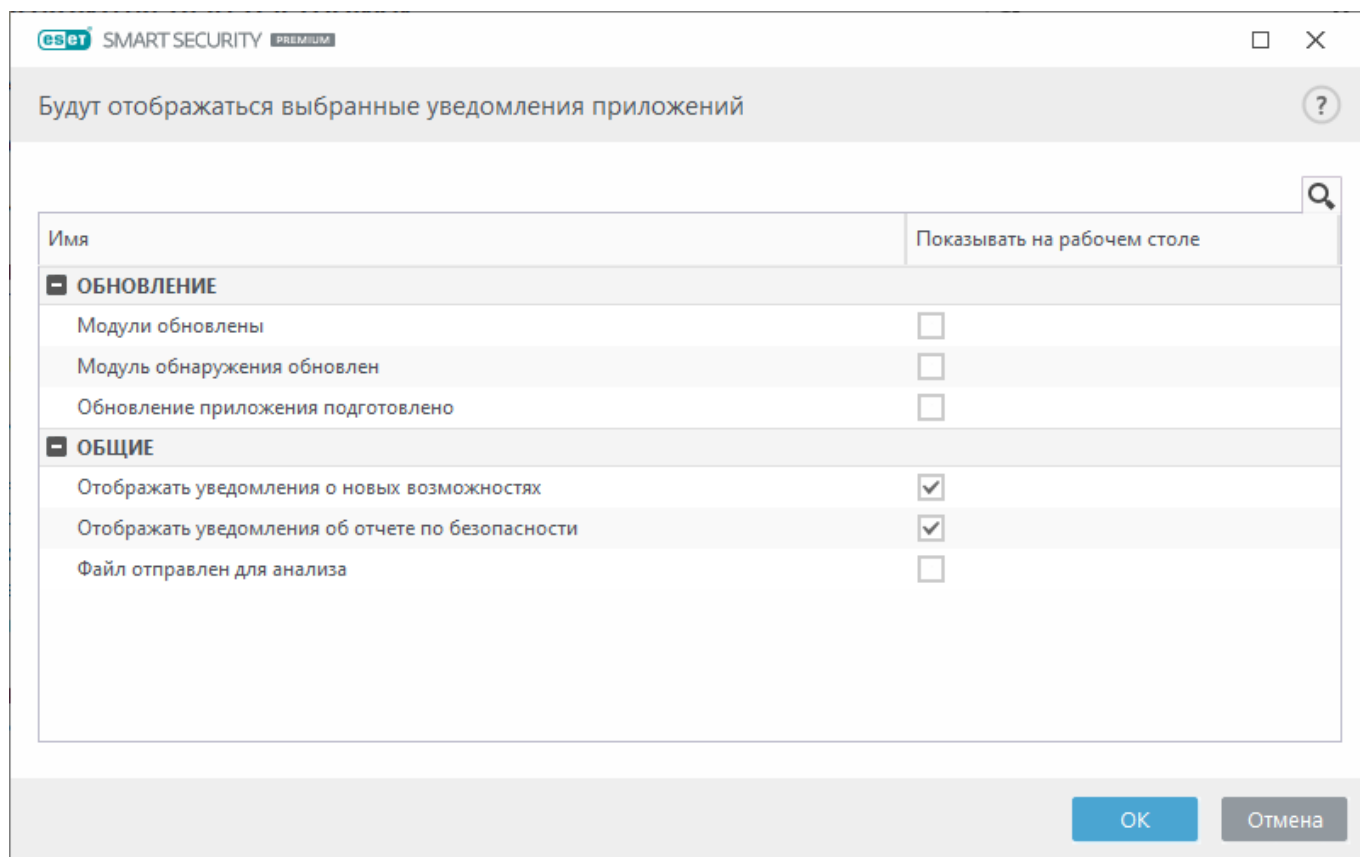 eset SMART SECURITY PREMIUM
Будут отображаться выбранные уведомления приложений ?
Имя Показывать на рабочем столе
ОБНОВЛЕНИЕ
Модули обновлены
Модуль обнаружения обновлен
Обновление приложения подготовлено
ОБЩИЕ
Отображать уведомления о новых возможностях
Отображать уведомления об отчете по безопасности
Файл отправлен для анализа
OK Отмена